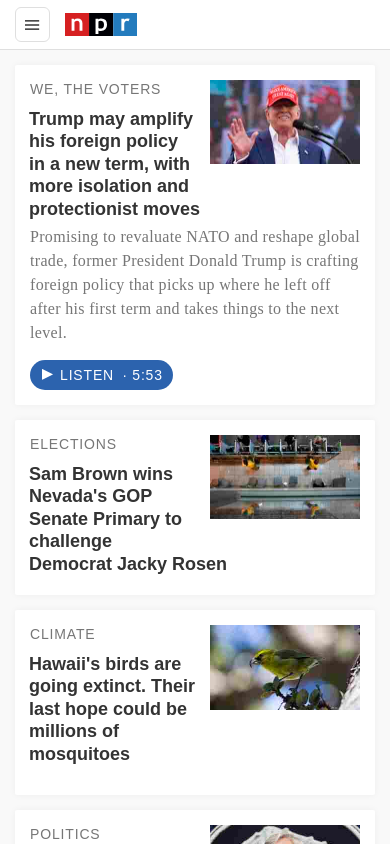 npr
WE, THE VOTERS
Trump may amplify
his foreign policy
in a new term, with
more isolation and
protectionist moves
Promising to revaluate NATO and reshape global
trade, former President Donald Trump is crafting
foreign policy that picks up where he left off
after his first term and takes things to the next
level.
LISTEN · 5:53
ELECTIONS
Sam Brown wins
Nevada's GOP
Senate Primary to
challenge
Democrat Jacky Rosen
CLIMATE
Hawaii's birds are
going extinct. Their
last hope could be
millions of
mosquitoes
POLITICS